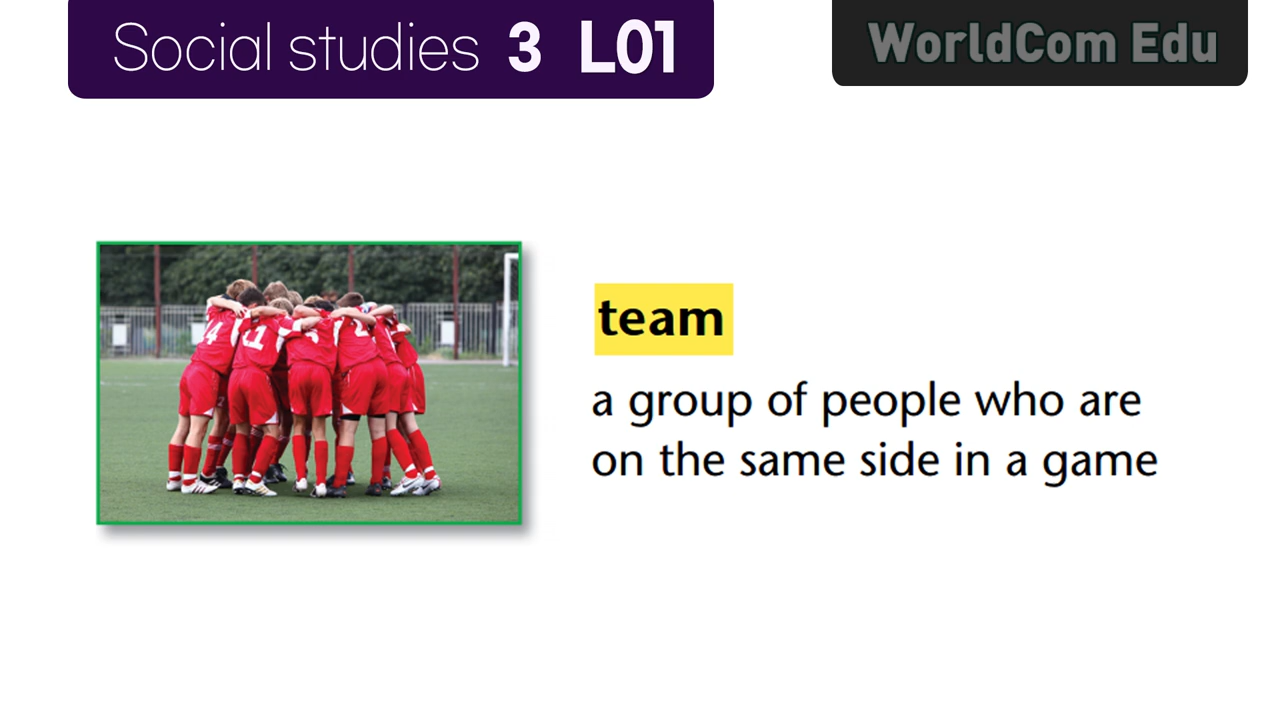 Social studies 3 L01
WorldCom Edu
team
a group of people who are
on the same side in a game